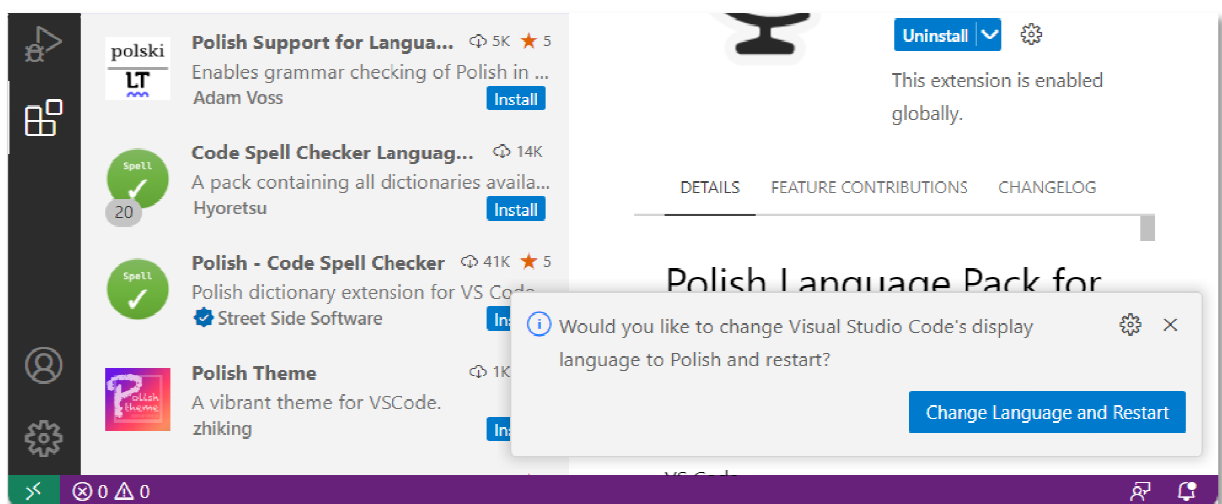 polski
LT
Polish Support for Langua... 5K ★ 5
Enables grammar checking of Polish in ...
Adam Voss
Install
Spell
20
Code Spell Checker Languag... 14K
A pack containing all dictionaries availa...
Hyoretsu
Install
Spell
Polish - Code Spell Checker 41K ★ 5
Polish dictionary extension for VS Code
Street Side Software
Polish theme
Polish Theme 1K
A vibrant theme for VSCode.
zhiking
Uninstall
This extension is enabled
globally.
DETAILS FEATURE CONTRIBUTIONS CHANGELOG
Polish Language Pack for
Would you like to change Visual Studio Code's display
language to Polish and restart?
Change Language and Restart
VS Code
0 0